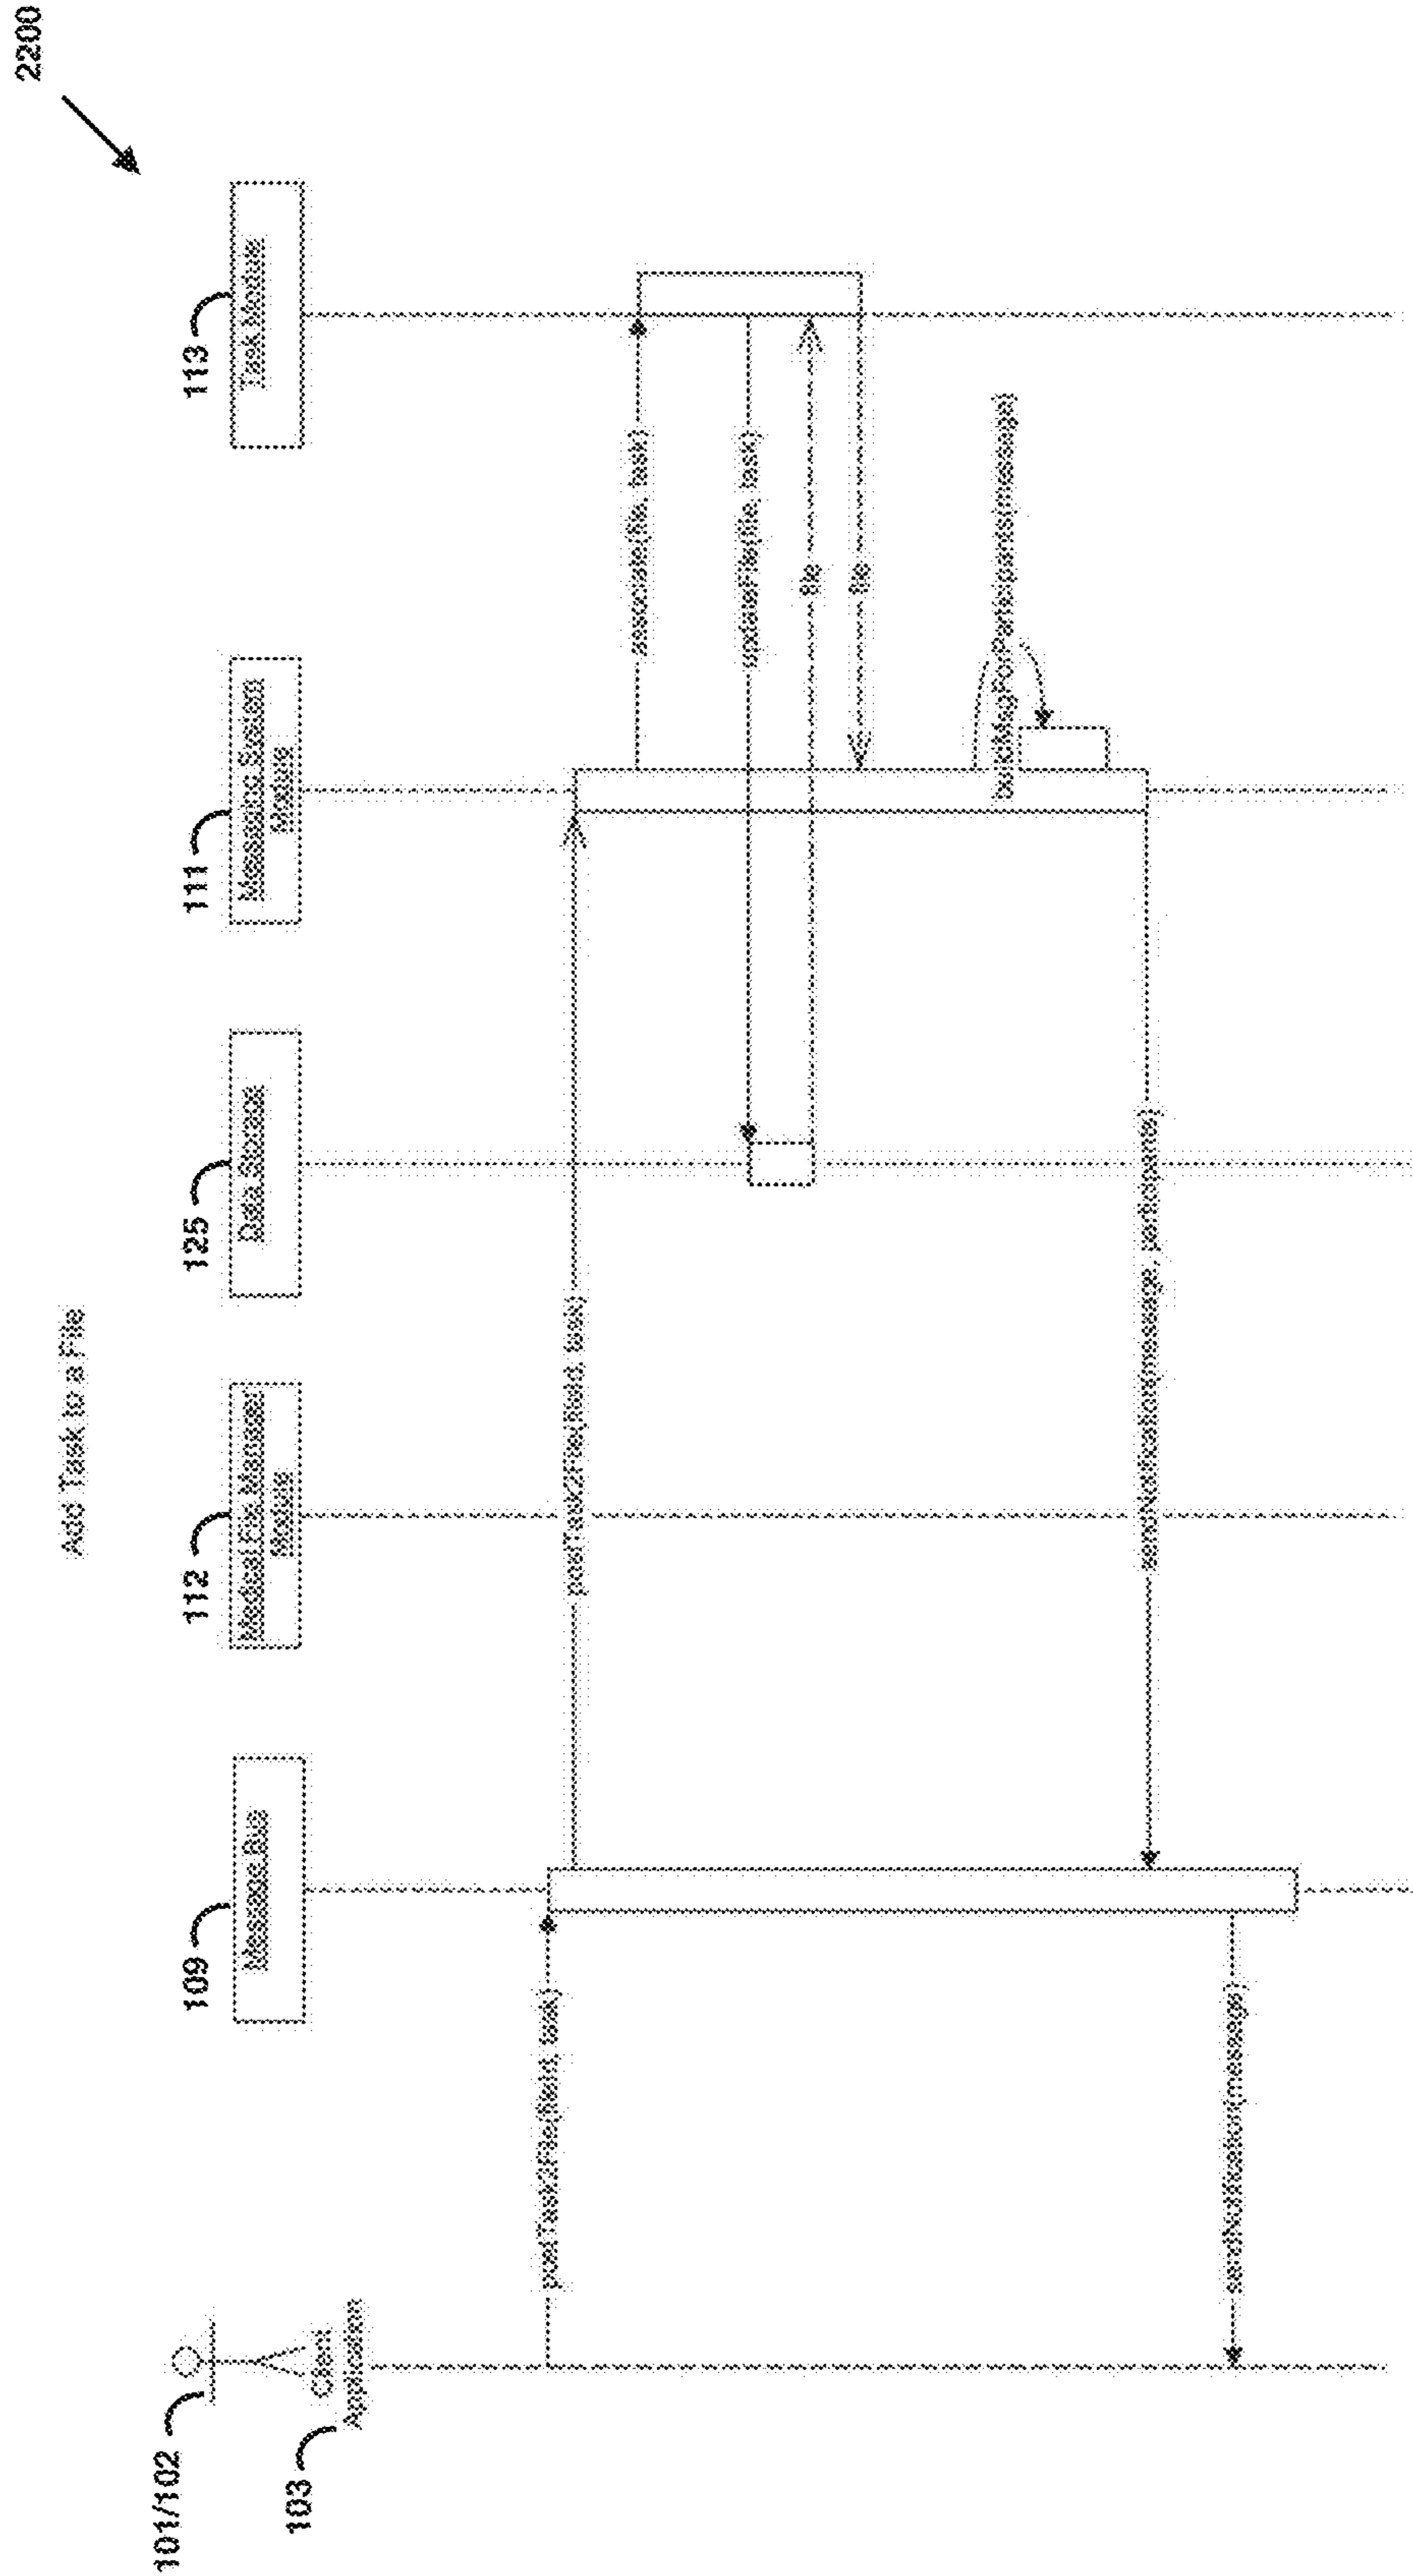 2200
Add Task to a File
101/102
103
Client
Application
109
Message Bus
112
Medical File Manager
Module
125
Data Storage
111
Messaging System
Module
113
Task Module
postTask2File(fileId, task)
postTask2File(fileId, task)
associate(file, task)
updateFile(file, task)
file
file
buildMsgForParticipants(message)
sendNotification(message, participants)
sendNotification(message)